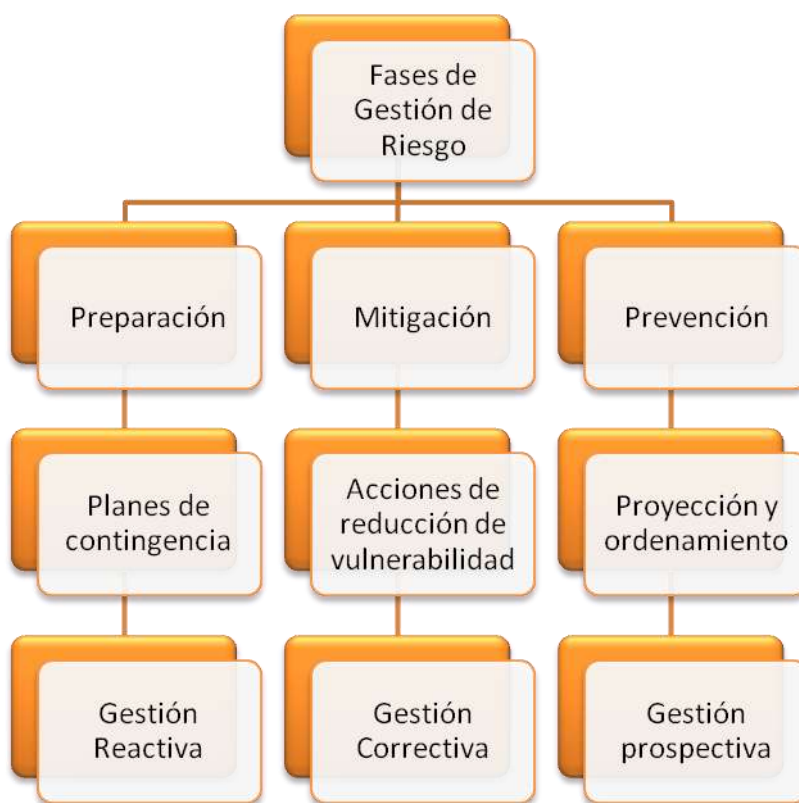 Fases de
Gestión de
Riesgo
Preparación
Mitigación
Prevención
Planes de
contingencia
Acciones de
reducción de
vulnerabilidad
Proyección y
ordenamiento
Gestión
Reactiva
Gestión
Correctiva
Gestión
prospectiva